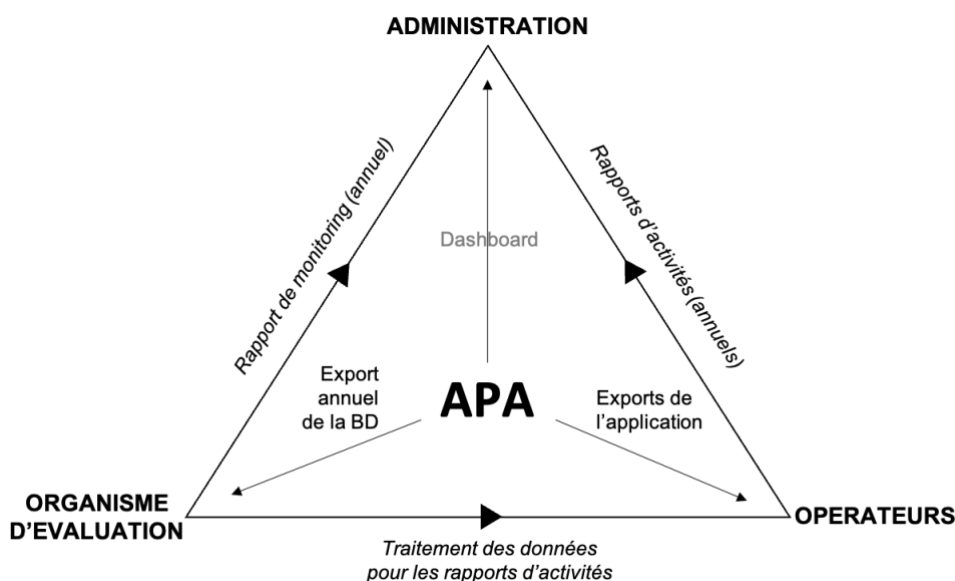 ADMINISTRATION
Rapport de monitoring (annuel)
Rapports d'activités (annuels)
Dashboard
Export
annuel
de la BD
APA
Exports de
l'application
ORGANISME
D'EVALUATION
OPERATEURS
Traitement des données
pour les rapports d'activités